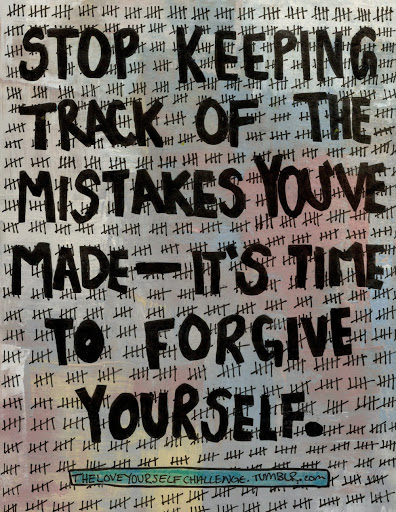 STOP KEEPING
TRACK OF THE
MISTAKES YOU'VE
MADE—IT'S TIME
TO FORGIVE
YOURSELF.
THELOVEYOURSELFCHALLENGE.TUMBLR.com